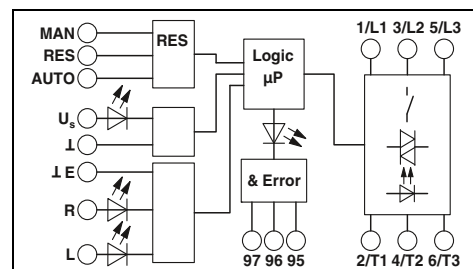 MAN
RES
AUTO
Us
⊥
⊥ E
R
L
RES
Logic
µP
& Error
97 96 95
1/L1 3/L2 5/L3
2/T1 4/T2 6/T3